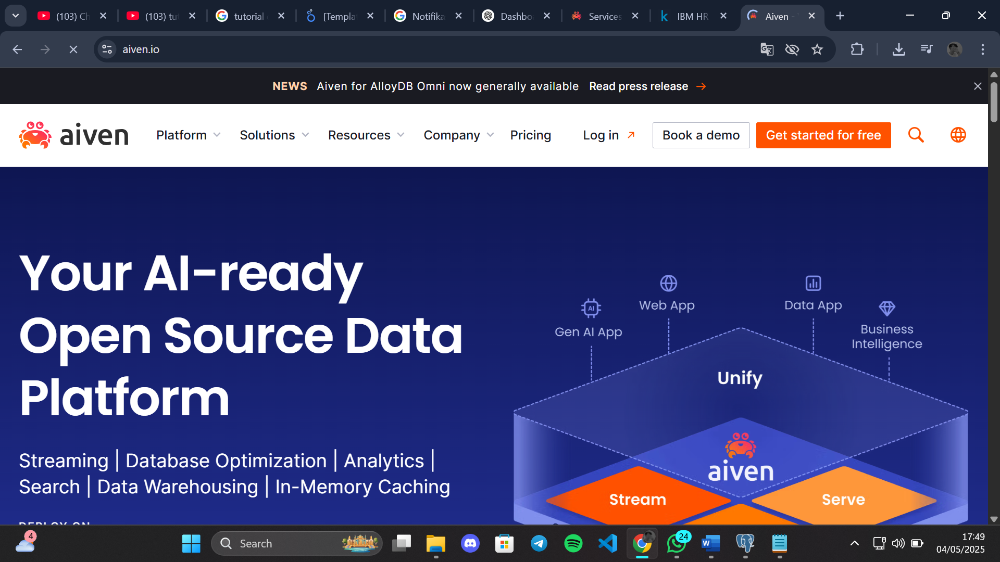 (103) Ch
(103) tu
tutorial
[Templa
Notifika
Dashbo
Services
IBM HR
Aiven -
aiven.io
NEWS Aiven for AlloyDB Omni now generally available Read press release →
aiven
Platform
Solutions
Resources
Company
Pricing
Log in
Book a demo
Get started for free
Your AI-ready
Open Source Data
Platform
Streaming | Database Optimization | Analytics |
Search | Data Warehousing | In-Memory Caching
Gen AI App
AI
Web App
Data App
Business
Intelligence
Unify
aiven
Stream
Serve
4
Search
24
17:49
04/05/2025